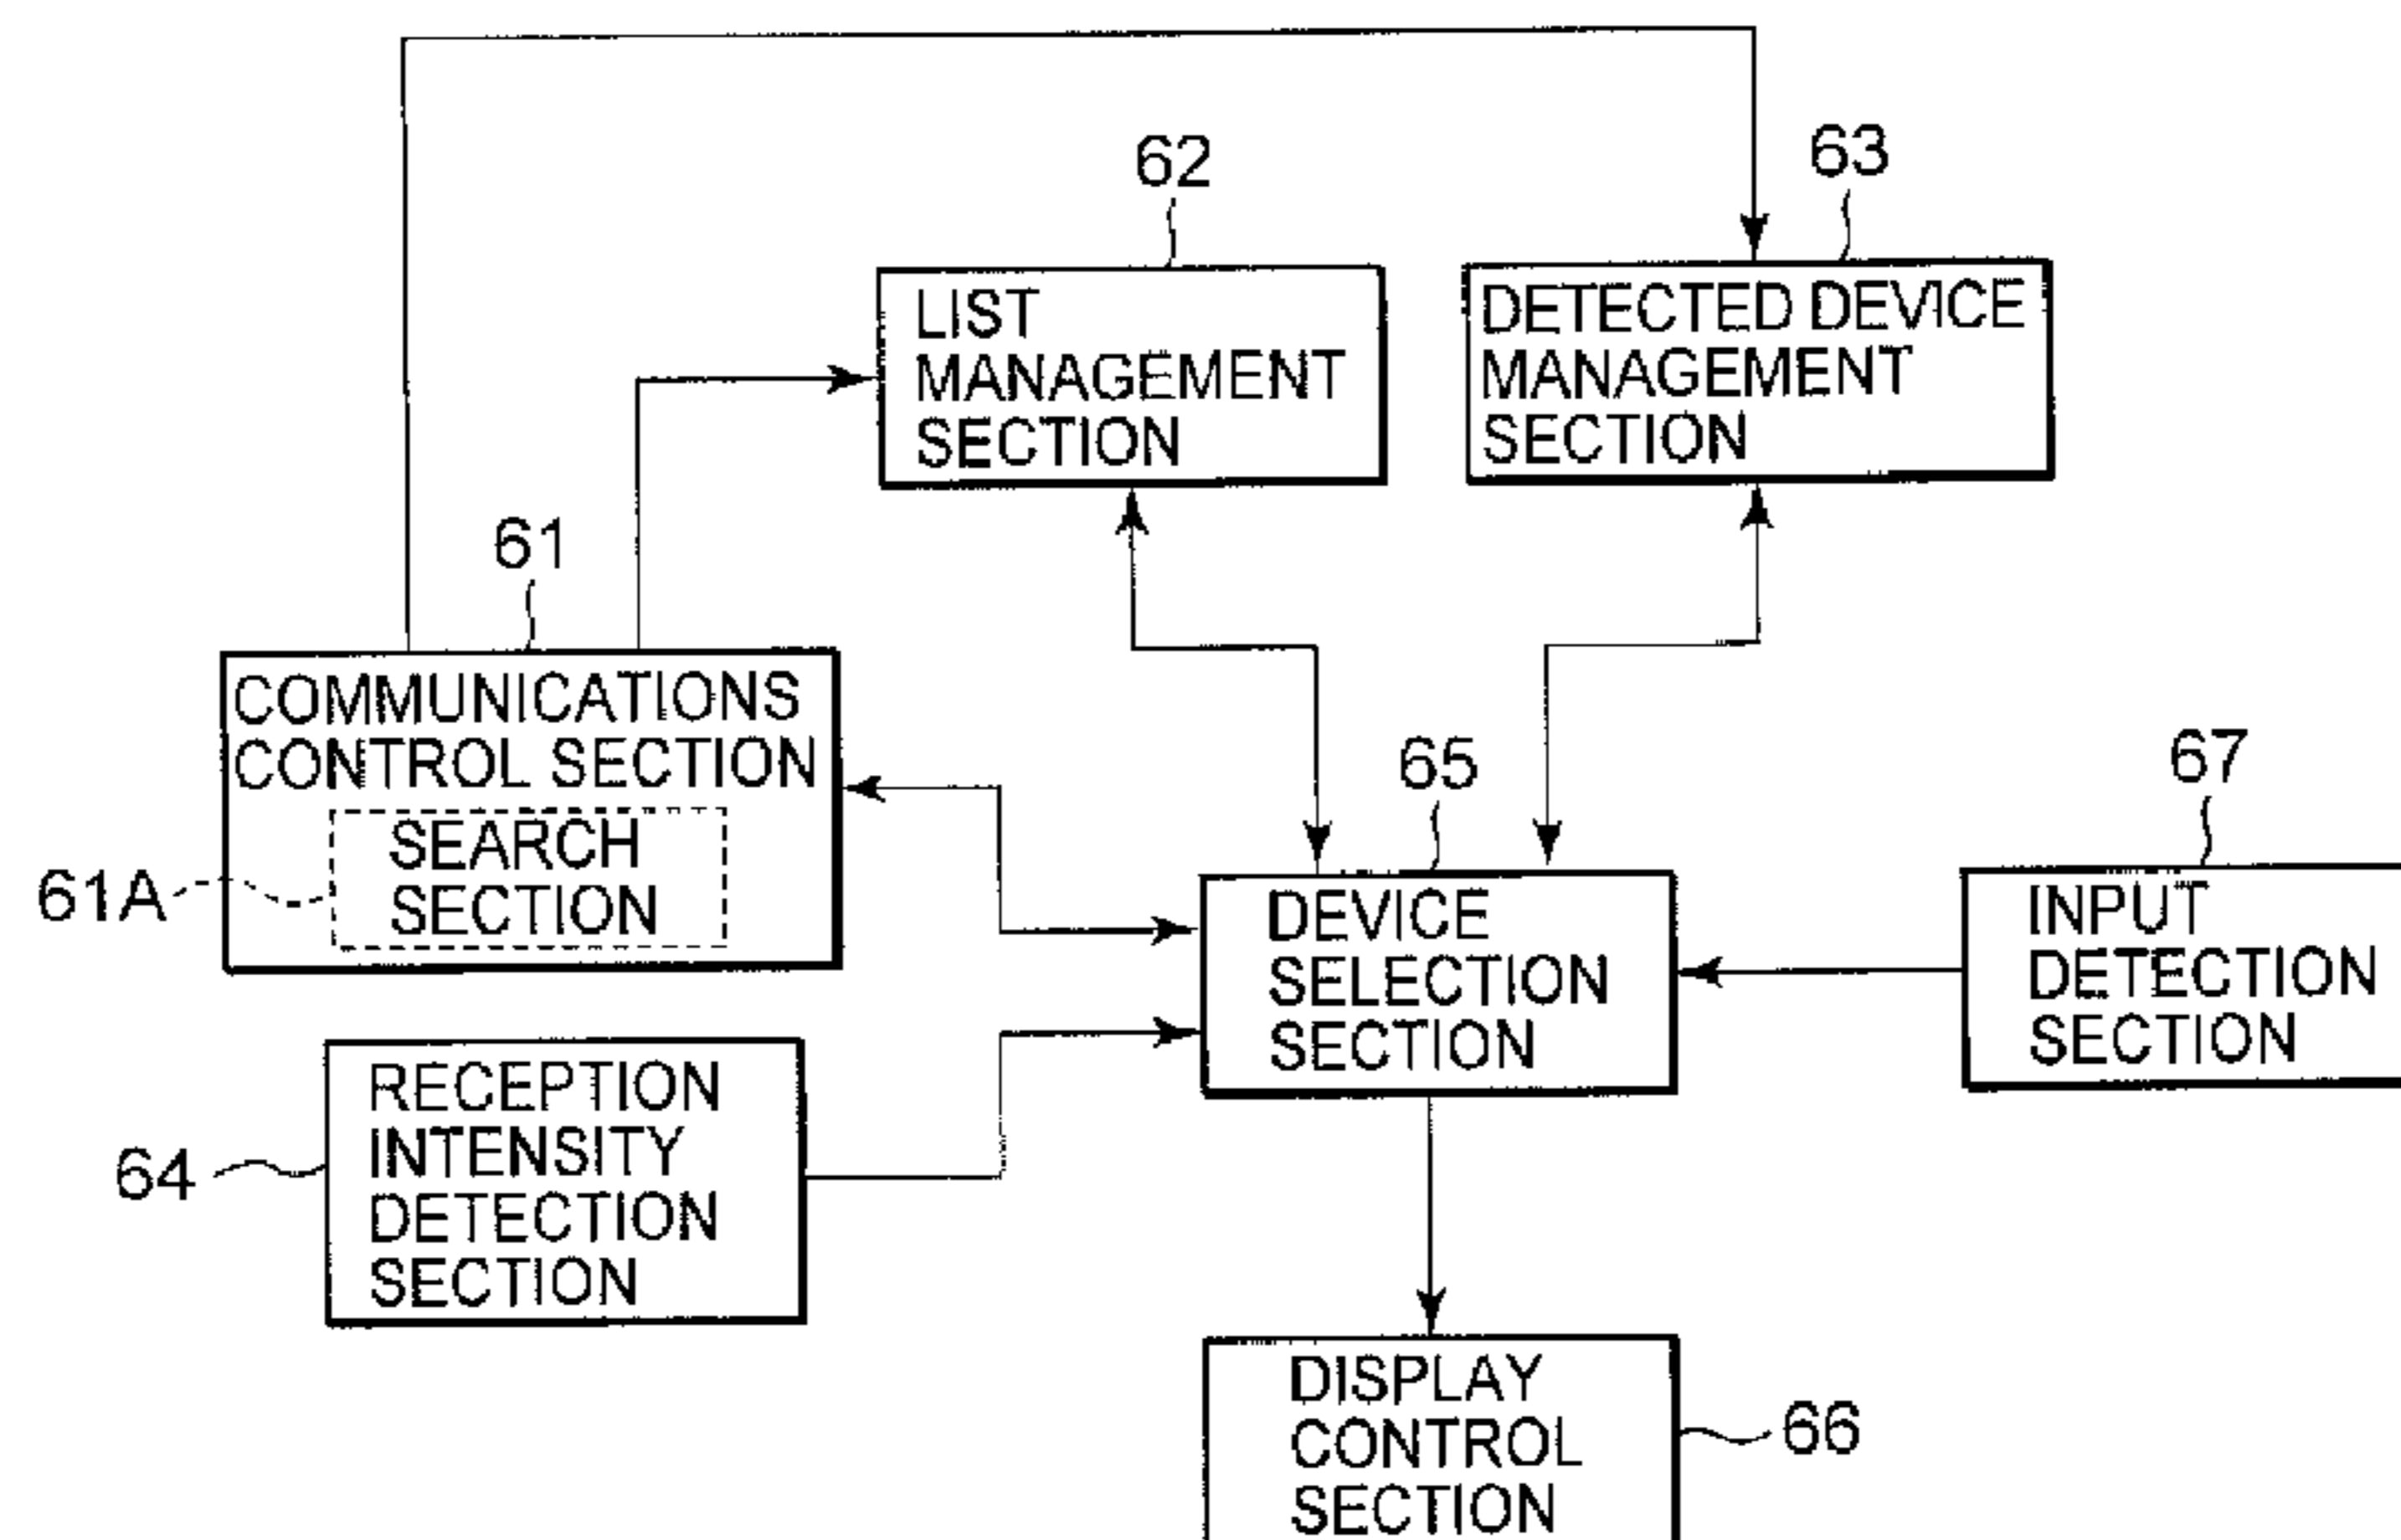 62
63
LIST
MANAGEMENT
SECTION
DETECTED DEVICE
MANAGEMENT
SECTION
61
COMMUNICATIONS
CONTROL SECTION
SEARCH
SECTION
61A
65
DEVICE
SELECTION
SECTION
67
INPUT
DETECTION
SECTION
64
RECEPTION
INTENSITY
DETECTION
SECTION
DISPLAY
CONTROL
SECTION
66